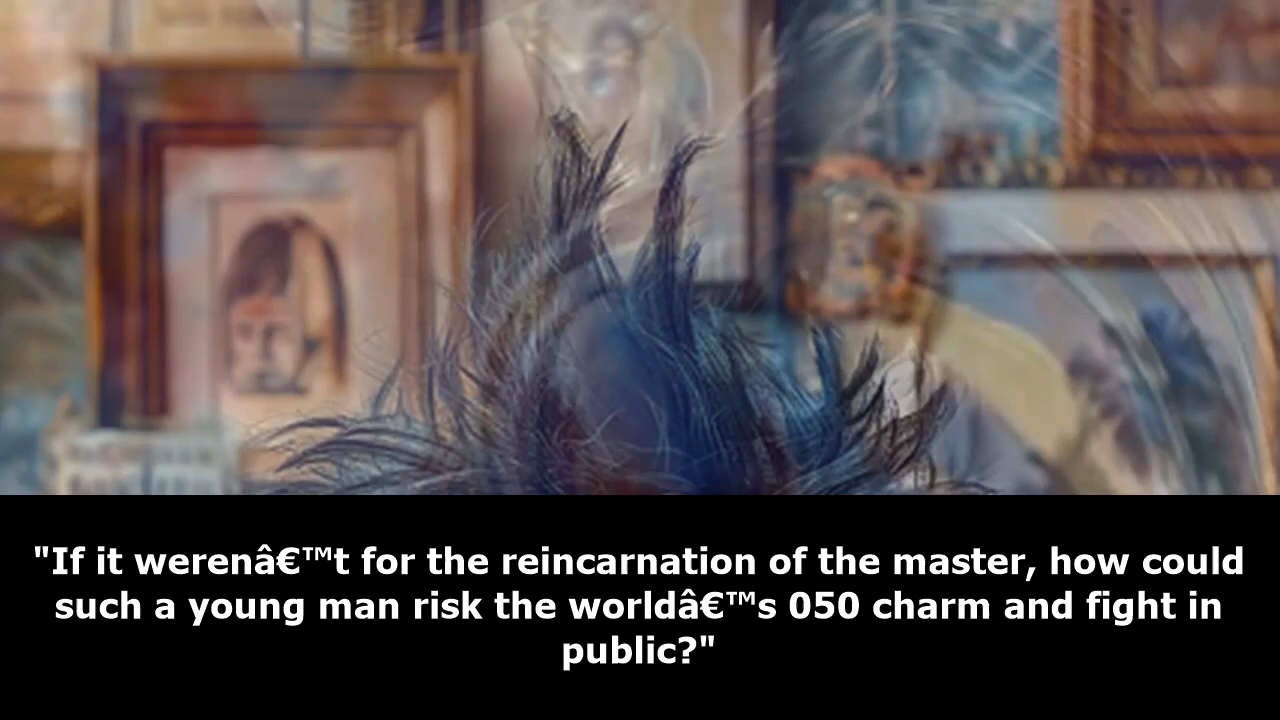 "If it werenâ€™t for the reincarnation of the master, how could
such a young man risk the worldâ€™s 050 charm and fight in
public?"